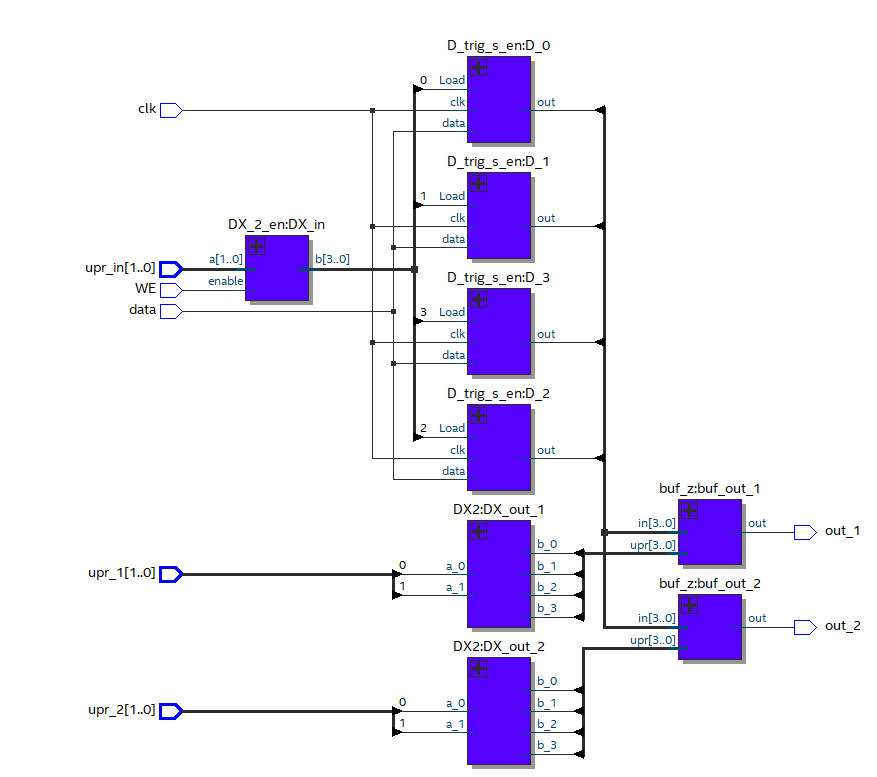 D_trig_s_en:D_0
0 Load
clk
clk out
data
D_trig_s_en:D_1
1 Load
clk out
data
DX_2_en:DX_in
upr_in[1..0] a[1..0] b[3..0]
WE enable
data
D_trig_s_en:D_3
3 Load
clk out
data
D_trig_s_en:D_2
2 Load
clk out
data
buf_z:buf_out_1
in[3..0] out out_1
upr[3..0]
DX2:DX_out_1
b_0
upr_1[1..0] 0 a_0 b_1
1 a_1 b_2
b_3
buf_z:buf_out_2
in[3..0] out out_2
upr[3..0]
DX2:DX_out_2
b_0
upr_2[1..0] 0 a_0 b_1
1 a_1 b_2
b_3